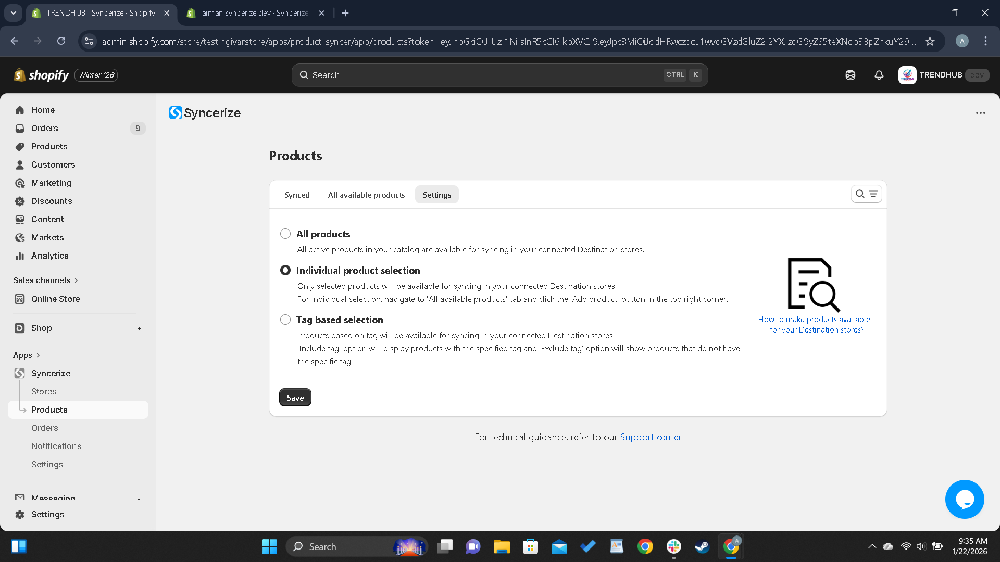 TRENDHUB · Syncerize · Shopify
aiman syncerize dev · Syncerize
admin.shopify.com/store/testingivarstore/apps/product-syncer/app/products?token=
shopify
Winter '26
Search
CTRL K
TRENDHUB
dev
Home
Orders
9
Products
Customers
Marketing
Discounts
Content
Markets
Analytics
Sales channels
Online Store
Shop
Apps
Syncerize
Stores
Products
Orders
Notifications
Settings
Messaging
Settings
Syncerize
Products
Synced
All available products
Settings
All products
All active products in your catalog are available for syncing in your connected Destination stores.
Individual product selection
Only selected products will be available for syncing in your connected Destination stores.
For individual selection, navigate to 'All available products' tab and click the 'Add product' button in the top right corner.
Tag based selection
Products based on tag will be available for syncing in your connected Destination stores.
'Include tag' option will display products with the specified tag and 'Exclude tag' option will show products that do not have
the specific tag.
How to make products available
for your Destination stores?
Save
For technical guidance, refer to our Support center
Search
A
A
9:35 AM
1/22/2026